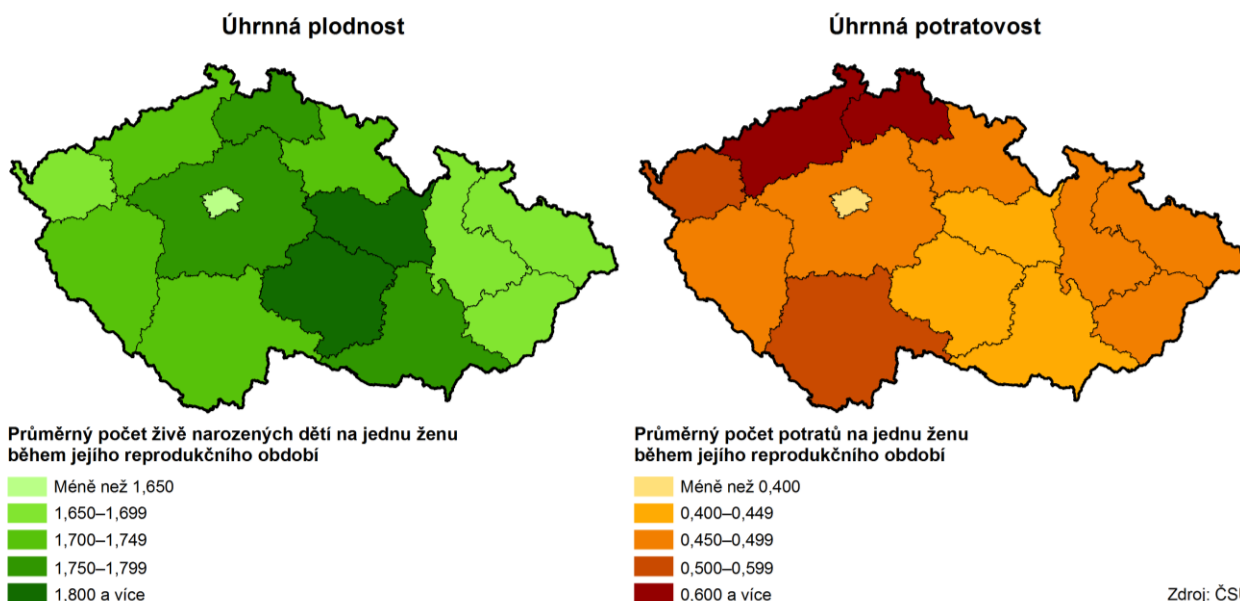 Úhrnná plodnost
Průměrný počet živě narozených dětí na jednu ženu
během jejího reprodukčního období
Méně než 1,650
1,650–1,699
1,700–1,749
1,750–1,799
1,800 a více
Úhrnná potratovost
Průměrný počet potratů na jednu ženu
během jejího reprodukčního období
Méně než 0,400
0,400–0,449
0,450–0,499
0,500–0,599
0,600 a více
Zdroj: